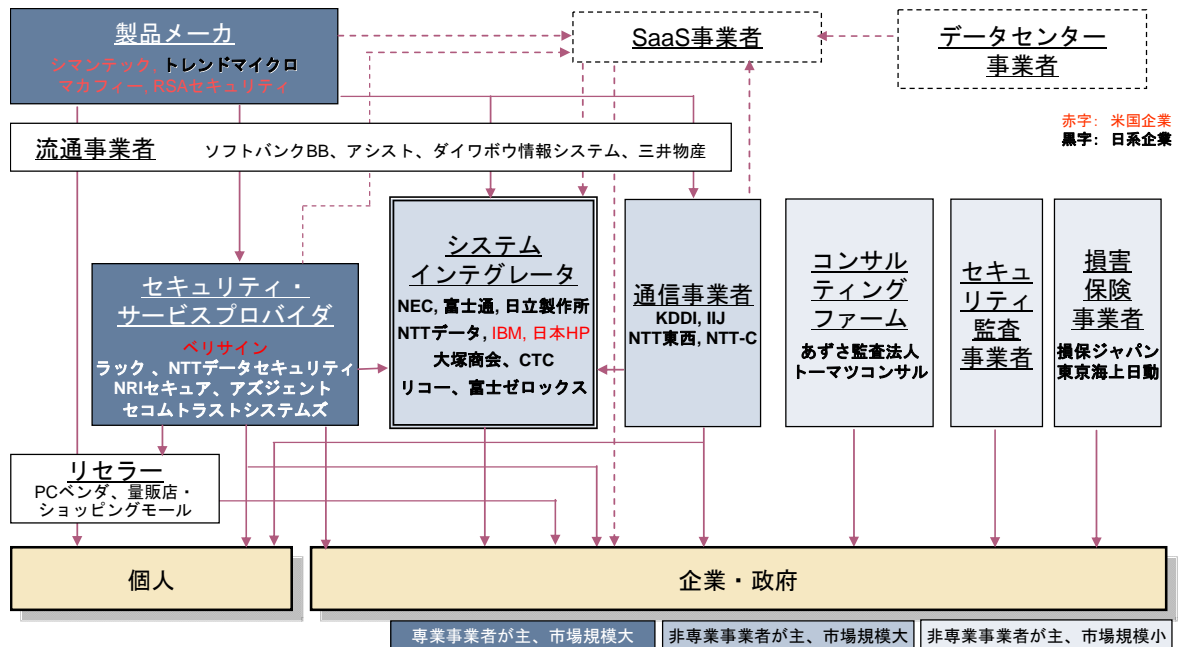 製品メーカ
シマンテック, トレンドマイクロ
マカフィー, RSAセキュリティ
SaaS事業者
データセンター
事業者
赤字： 米国企業
黒字： 日系企業
流通事業者 ソフトバンクBB、アシスト、ダイワボウ情報システム、三井物産
セキュリティ・
サービスプロバイダ
ベリサイン
ラック 、NTTデータセキュリティ
NRIセキュア、アズジェント
セコムトラストシステムズ
システム
インテグレータ
NEC, 富士通, 日立製作所
NTTデータ, IBM, 日本HP
大塚商会、CTC
リコー、富士ゼロックス
通信事業者
KDDI, IIJ
NTT東西, NTT-C
コンサル
ティング
ファーム
あずさ監査法人
トーマツコンサル
セキュ
リティ
監査
事業者
損害
保険
事業者
損保ジャパン
東京海上日動
リセラー
PCベンダ、量販店・
ショッピングモール
個人
企業・政府
専業事業者が主、市場規模大
非専業事業者が主、市場規模大
非専業事業者が主、市場規模小